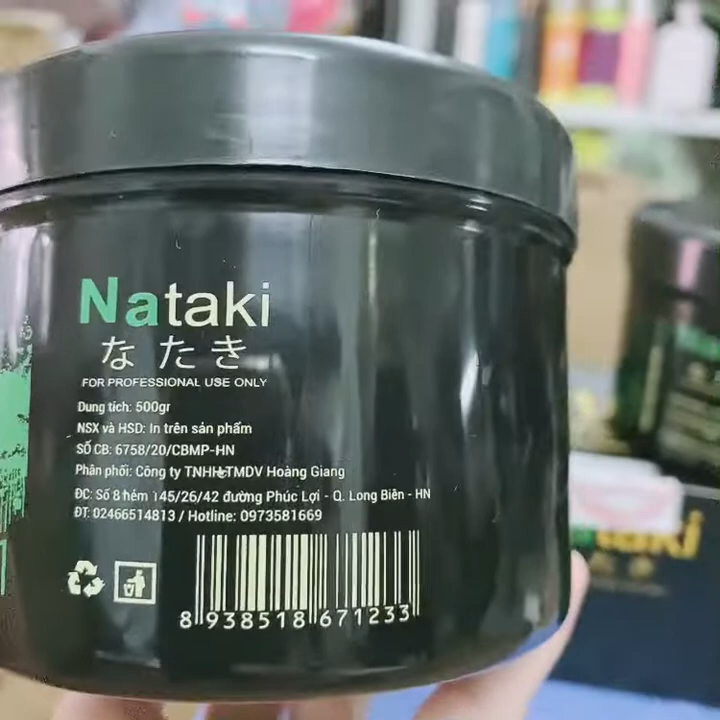 Nataki
なたき
FOR PROFESSIONAL USE ONLY
Dung tích: 500gr
NSX và HSD: In trên sản phẩm
SỐ CB: 6758/20/CBMP-HN
Phân phối: Công ty TNHH TMDV Hoàng Giang
ĐC: Số 8 hẻm 145/26/42 đường Phúc Lợi - Q. Long Biên - HN
ĐT: 02466514813 / Hotline: 0973581669
8 938518 671233
taki